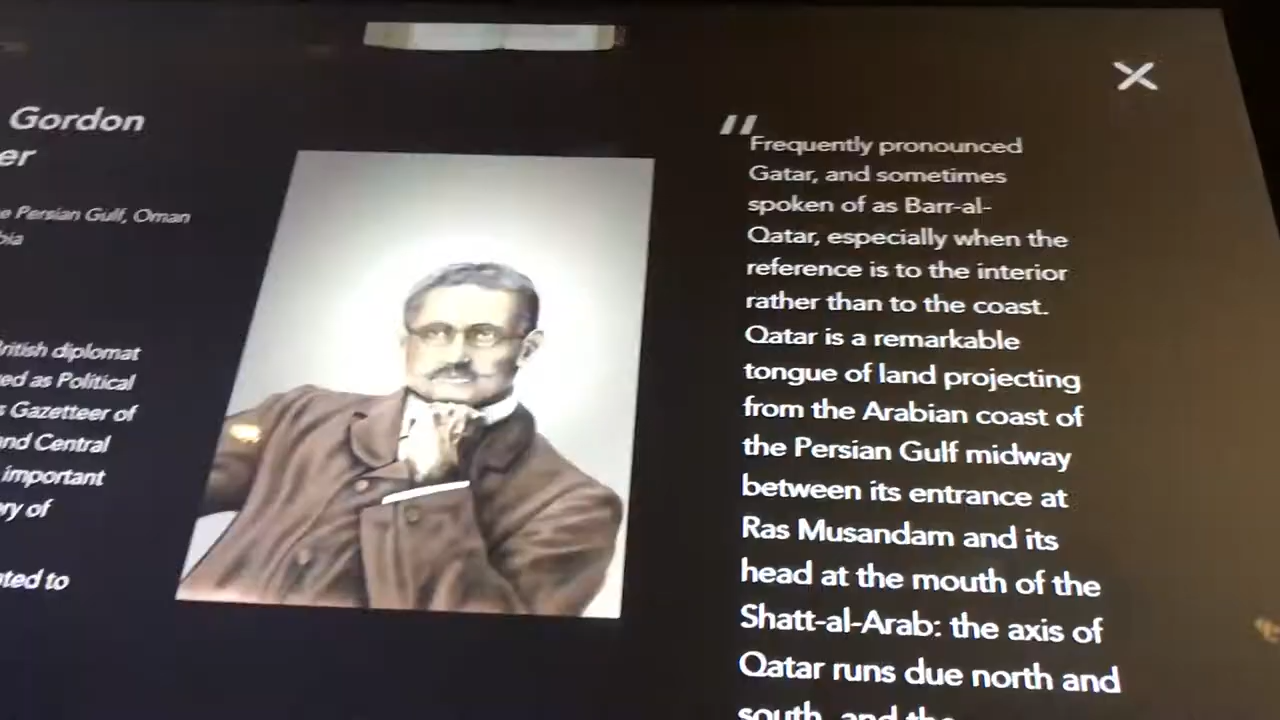 Gordon
er
e Persian Gulf, Oman
bia
British diplomat
ed as Political
s Gazetteer of
and Central
important
ry of
ted to
"Frequently pronounced
Gatar, and sometimes
spoken of as Barr-al-
Qatar, especially when the
reference is to the interior
rather than to the coast.
Qatar is a remarkable
tongue of land projecting
from the Arabian coast of
the Persian Gulf midway
between its entrance at
Ras Musandam and its
head at the mouth of the
Shatt-al-Arab: the axis of
Qatar runs due north and
south, and the